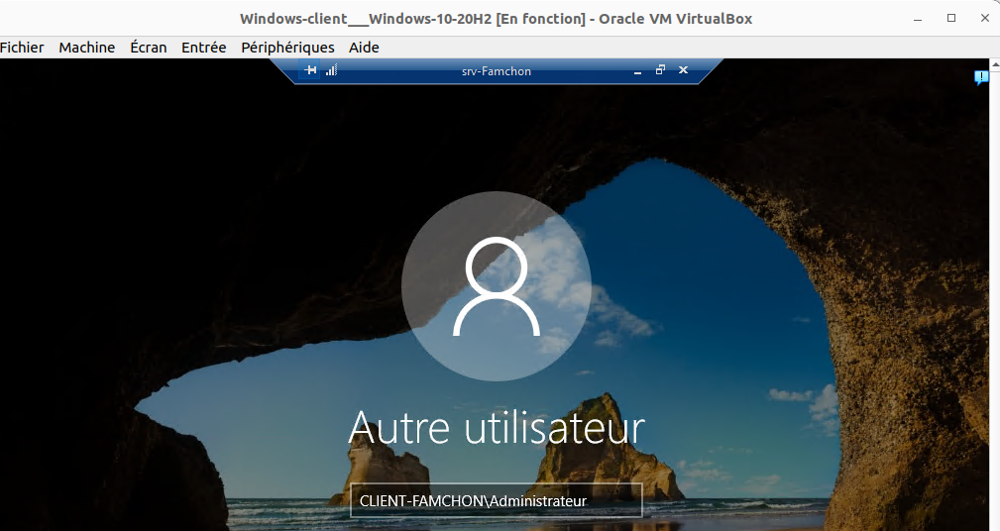 Windows-client___Windows-10-20H2 [En fonction] - Oracle VM VirtualBox
Fichier Machine Écran Entrée Périphériques Aide
srv-Famchon
Autre utilisateur
CLIENT-FAMCHON\Administrateur